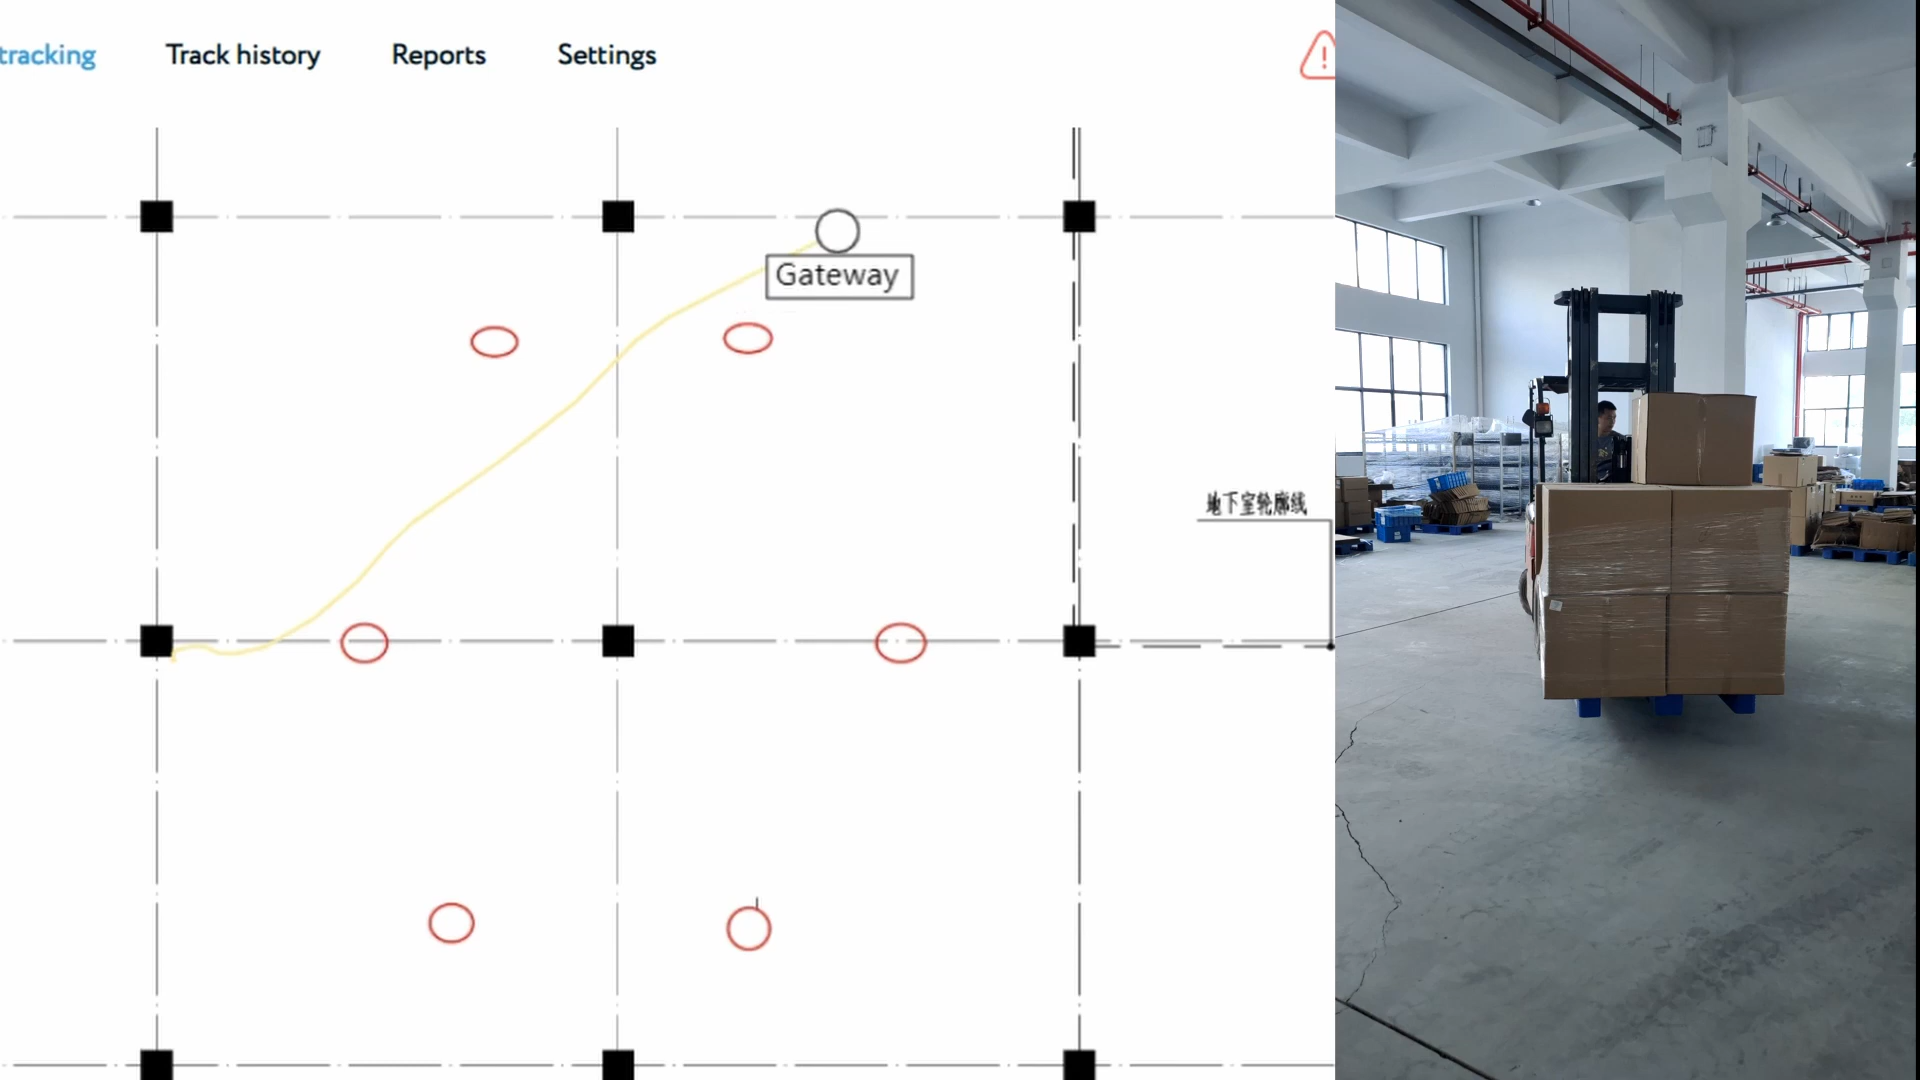 tracking
Track history
Reports
Settings
Gateway
地下室轮廓线